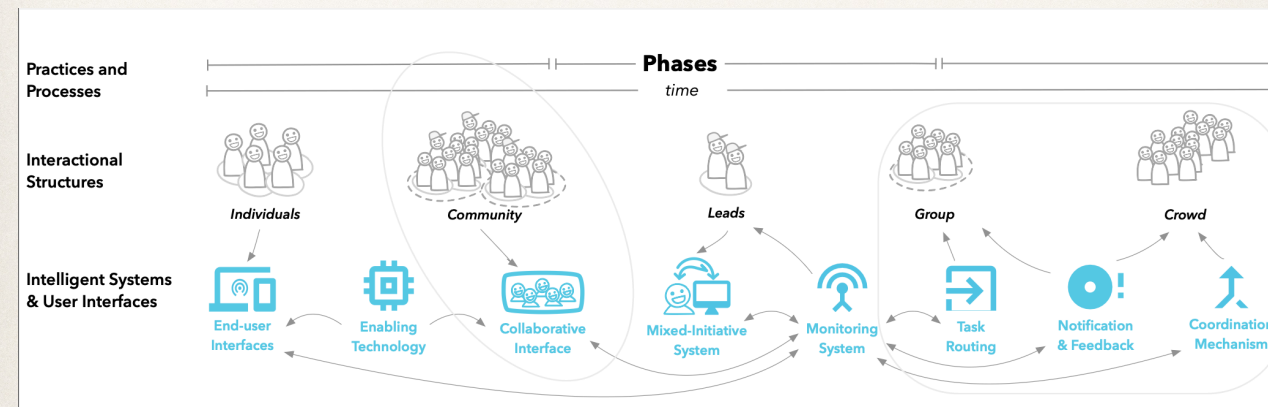 Practices and
Processes
Phases
time
Interactional
Structures
Individuals
Community
Leads
Group
Crowd
Intelligent Systems
& User Interfaces
End-user
Interfaces
Enabling
Technology
Collaborative
Interface
Mixed-Initiative
System
Monitoring
System
Task
Routing
Notification
& Feedback
Coordination
Mechanism